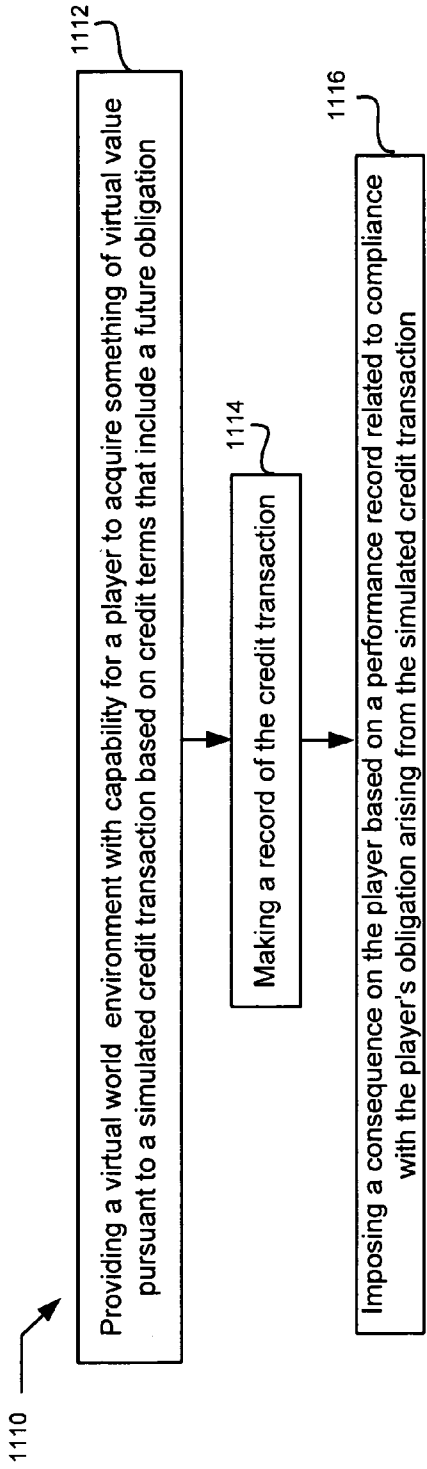 1110
1112
Providing a virtual world environment with capability for a player to acquire something of virtual value
pursuant to a simulated credit transaction based on credit terms that include a future obligation
1114
Making a record of the credit transaction
1116
Imposing a consequence on the player based on a performance record related to compliance
with the player's obligation arising from the simulated credit transaction